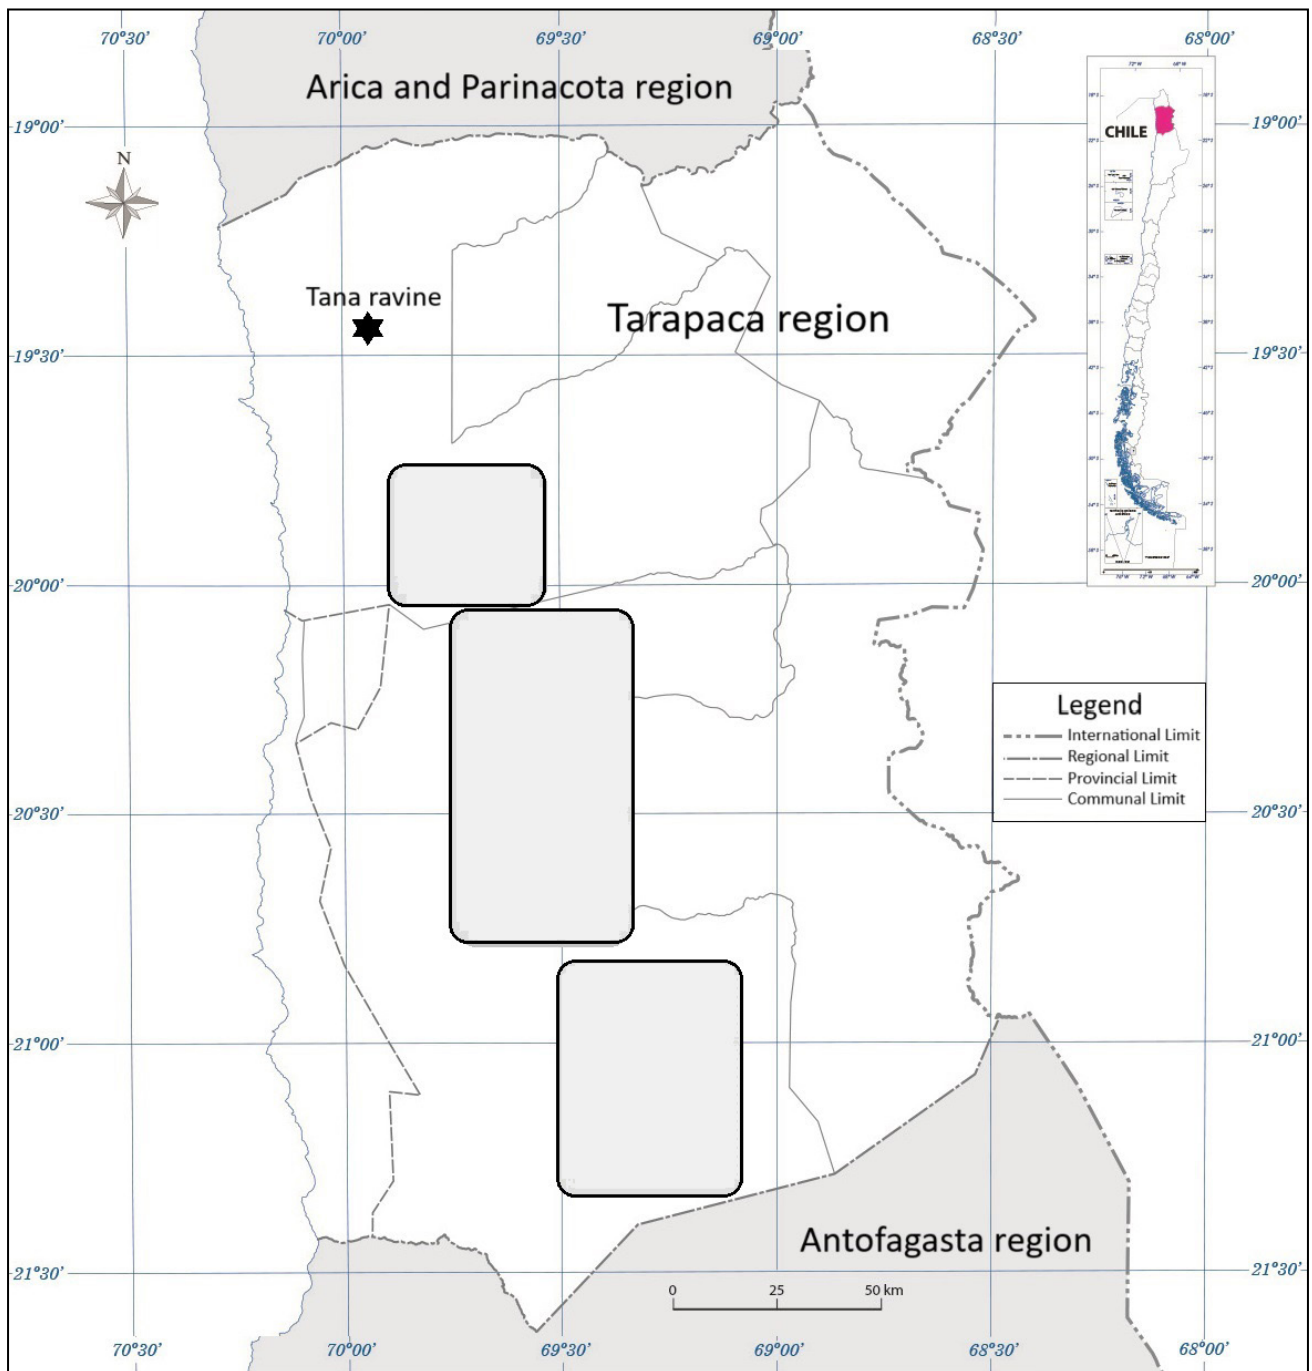 70°30’ 70°00’ 69°30’ 69°00’ 68°30’ 68°00’
Arica and Parinacota region
19°00’ 19°00’
CHILE
N
Tana ravine
Tarapaca region
19°30’ 19°30’
20°00’ 20°00’
Legend
International Limit
Regional Limit
Provincial Limit
Communal Limit
20°30’ 20°30’
21°00’ 21°00’
Antofagasta region
21°30’ 21°30’
0 25 50 km
70°30’ 70°00’ 69°30’ 69°00’ 68°30’ 68°00’